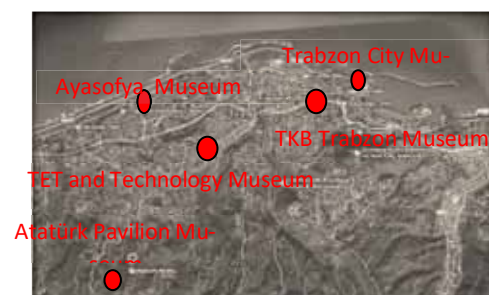 Trabzon City Mu-
Ayasofya Museum
TKB Trabzon Museum
TET and Technology Museum
Atatürk Pavilion Mu-